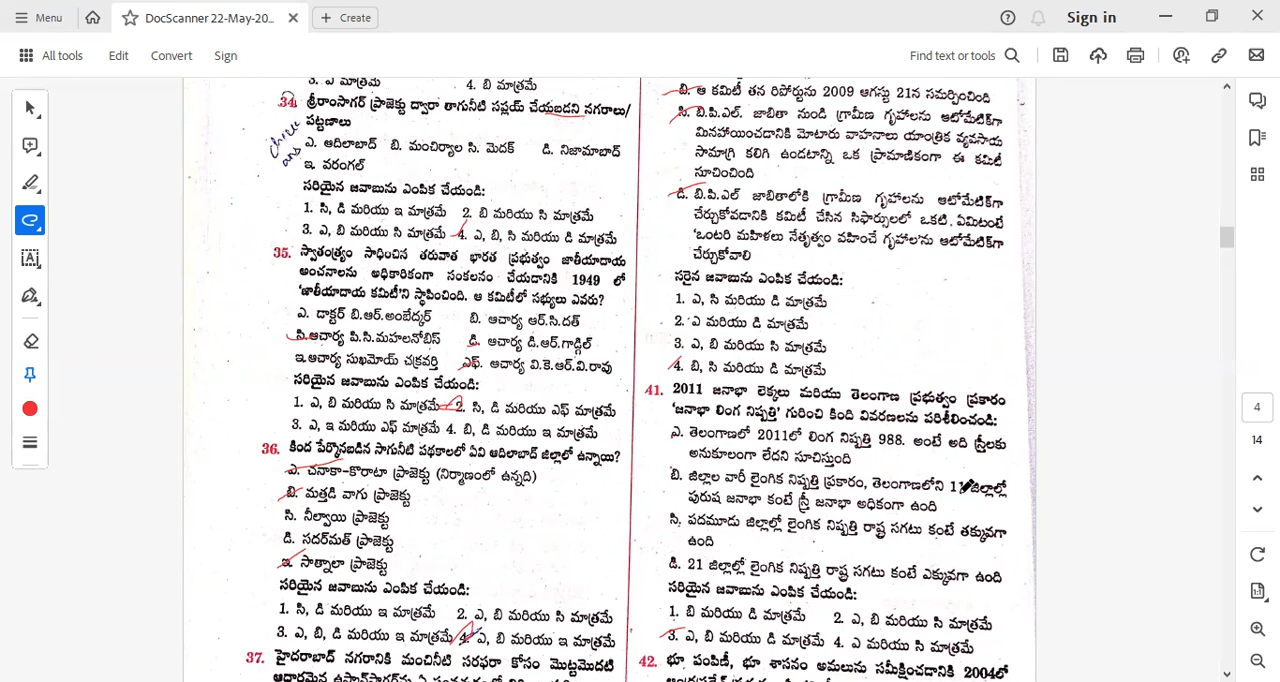 Menu
DocScanner 22-May-20...
Create
Sign in
All tools
Edit
Convert
Sign
Find text or tools
3. ఎ మాత్రమే 4. బి మాత్రమే
34. శ్రీరాంసాగర్ ప్రాజెక్టు ద్వారా తాగునీటి సప్లయ్ చేయబడని నగరాలు/
పట్టణాలు
ఎ. ఆదిలాబాద్ బి. మంచిర్యాల సి. మెదక్ డి. నిజామాబాద్
ఇ. వరంగల్
సరియైన జవాబును ఎంపిక చేయండి:
1. సి, డి మరియు ఇ మాత్రమే 2. బి మరియు సి మాత్రమే
3. ఎ, బి మరియు సి మాత్రమే 4. ఎ, బి, సి మరియు డి మాత్రమే
35. స్వాతంత్ర్యం సాధించిన తరువాత భారత ప్రభుత్వం జాతీయాదాయ
అంచనాలను అధికారికంగా సంకలనం చేయడానికి 1949 లో
'జాతీయాదాయ కమిటీ'ని స్థాపించింది. ఆ కమిటీలో సభ్యులు ఎవరు?
ఎ. డాక్టర్ బి.ఆర్.అంబేద్కర్ బి. ఆచార్య ఆర్.సి.దత్
సి.ఆచార్య పి.సి.మహలనోబిస్ డి. ఆచార్య డి.ఆర్.గాడ్గిల్
ఇ.ఆచార్య సుఖమోయ్ చక్రవర్తి ఎఫ్. ఆచార్య వి.కె.ఆర్.వి.రావు
సరియైన జవాబును ఎంపిక చేయండి:
1. ఎ, బి మరియు సి మాత్రమే 2. సి, డి మరియు ఎఫ్ మాత్రమే
3. ఎ, ఇ మరియు ఎఫ్ మాత్రమే 4. బి, డి మరియు ఇ మాత్రమే
36. కింద పేర్కొనబడిన సాగునీటి పథకాలలో ఏవి ఆదిలాబాద్ జిల్లాలో ఉన్నాయి?
ఎ. చనాకా-కొరాటా ప్రాజెక్టు (నిర్మాణంలో ఉన్నది)
బి. మత్తడి వాగు ప్రాజెక్టు
సి. నీల్వాయి ప్రాజెక్టు
డి. సదర్‌మాట్ ప్రాజెక్టు
ఇ. సాత్నాలా ప్రాజెక్టు
సరియైన జవాబును ఎంపిక చేయండి:
1. సి, డి మరియు ఇ మాత్రమే 2. ఎ, బి మరియు సి మాత్రమే
3. ఎ, బి, డి మరియు ఇ మాత్రమే 4. ఎ, బి మరియు ఇ మాత్రమే
37. హైదరాబాద్ నగరానికి మంచినీటి సరఫరా కోసం మొట్టమొదటి
బి. ఆ కమిటీ తన రిపోర్టును 2009 ఆగస్టు 21న సమర్పించింది
సి. బి.పి.ఎల్. జాబితా నుండి గ్రామీణ గృహాలను ఆటోమేటిక్‌గా
మినహాయించడానికి మోటారు వాహనాలు యాంత్రిక వ్యవసాయ
సామాగ్రి కలిగి ఉండటాన్ని ఒక ప్రామాణికంగా ఈ కమిటీ
సూచించింది
డి. బి.పి.ఎల్ జాబితాలోకి గ్రామీణ గృహాలను ఆటోమేటిక్‌గా
చేర్చుకోవడానికి కమిటీ చేసిన సిఫార్సులలో ఒకటి. ఏమిటంటే
'ఒంటరి మహిళలు నేతృత్వం వహించే గృహాల'ను ఆటోమేటిక్‌గా
చేర్చుకోవాలి
సరైన జవాబును ఎంపిక చేయండి:
1. ఎ, సి మరియు డి మాత్రమే
2. ఎ మరియు డి మాత్రమే
3. ఎ, బి మరియు సి మాత్రమే
4. బి, సి మరియు డి మాత్రమే
41. 2011 జనాభా లెక్కలు మరియు తెలంగాణ ప్రభుత్వం ప్రకారం
'జనాభా లింగ నిష్పత్తి' గురించి కింది వివరణలను పరిశీలించండి:
ఎ. తెలంగాణలో 2011లో లింగ నిష్పత్తి 988. అంటే అది స్త్రీలకు
అనుకూలంగా లేదని సూచిస్తుంది
బి. జిల్లాల వారీ లైంగిక నిష్పత్తి ప్రకారం, తెలంగాణలోని 11 జిల్లాల్లో
పురుష జనాభా కంటే స్త్రీ జనాభా అధికంగా ఉంది
సి. పదమూడు జిల్లాల్లో లైంగిక నిష్పత్తి రాష్ట్ర సగటు కంటే తక్కువగా
ఉంది
డి. 21 జిల్లాల్లో లైంగిక నిష్పత్తి రాష్ట్ర సగటు కంటే ఎక్కువగా ఉంది
సరియైన జవాబును ఎంపిక చేయండి:
1. బి మరియు డి మాత్రమే 2. ఎ, బి మరియు సి మాత్రమే
3. ఎ, బి మరియు డి మాత్రమే 4. ఎ మరియు సి మాత్రమే
42. భూ పంపిణీ, భూ శాసనం అమలును సమీక్షించడానికి 2004లో
4
14